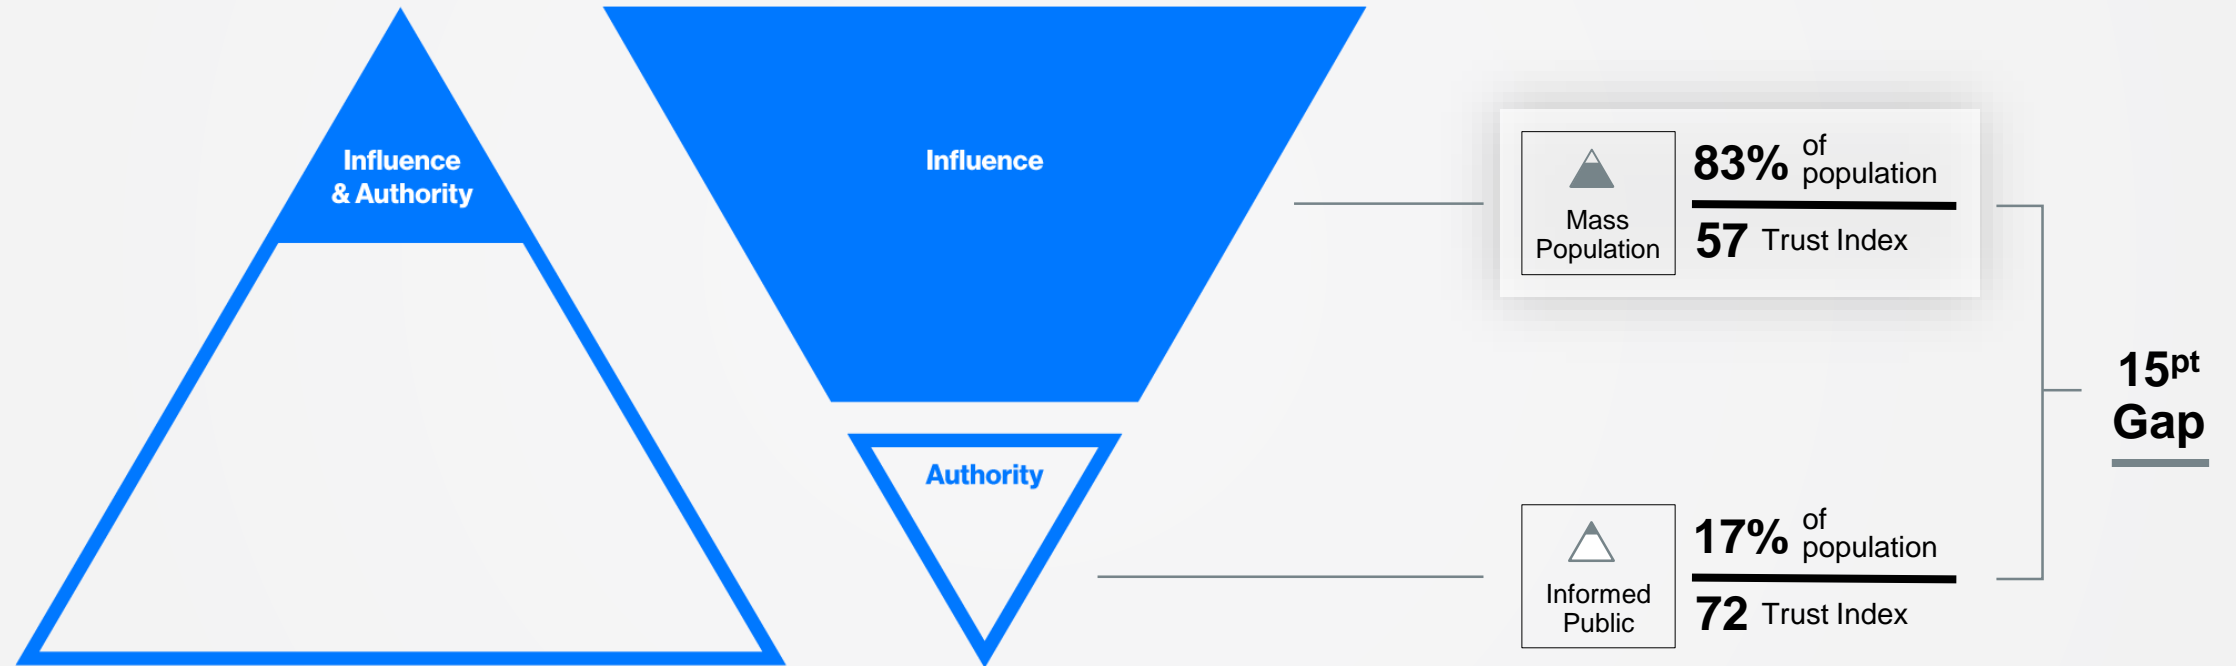 Influence
& Authority
Influence
Authority
Mass
Population
83% of
population
57 Trust Index
Informed
Public
17% of
population
72 Trust Index
15pt
Gap